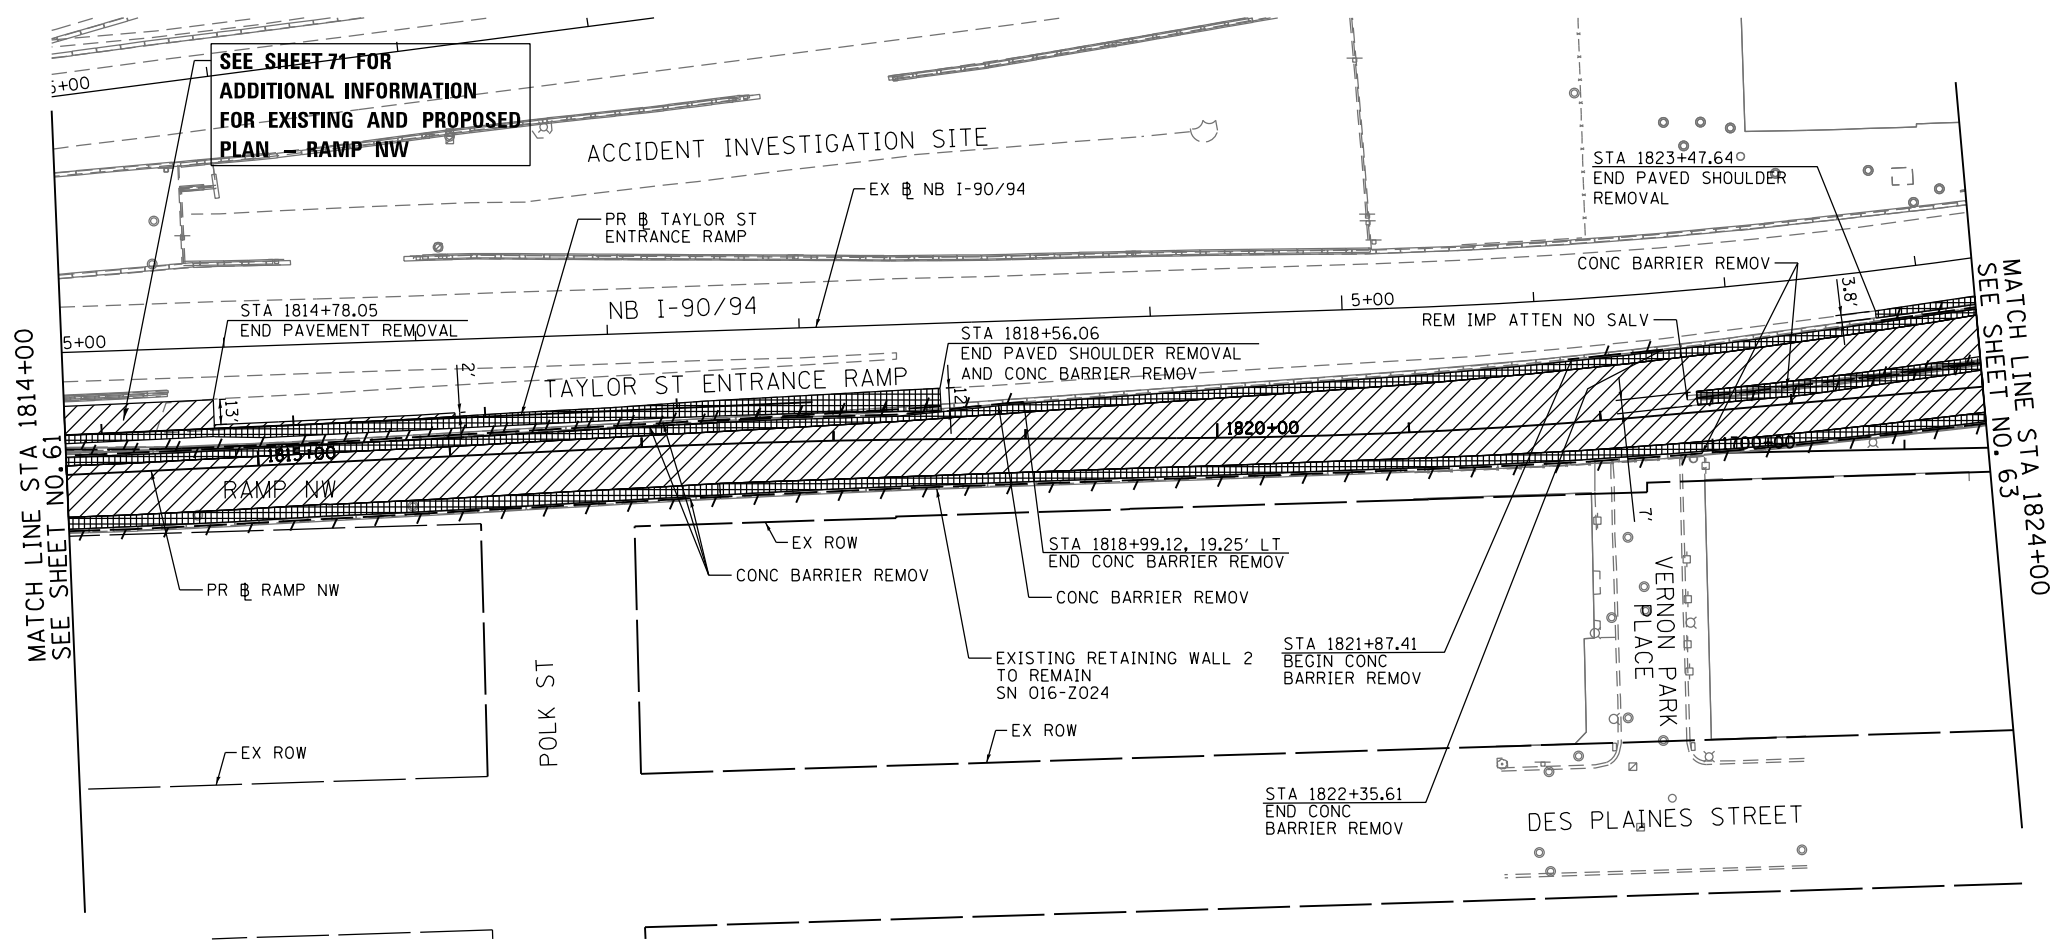 SEE SHEET 71 FOR
ADDITIONAL INFORMATION
FOR EXISTING AND PROPOSED
PLAN – RAMP NW
5+00
ACCIDENT INVESTIGATION SITE
EX ⅊ NB I-90/94
PR ⅊ TAYLOR ST
ENTRANCE RAMP
STA 1823+47.64
END PAVED SHOULDER
REMOVAL
CONC BARRIER REMOV
3.8'
STA 1814+78.05
END PAVEMENT REMOVAL
NB I-90/94
5+00
5+00
REM IMP ATTEN NO SALV
STA 1818+56.06
END PAVED SHOULDER REMOVAL
AND CONC BARRIER REMOV
2'
13'
12'
TAYLOR ST ENTRANCE RAMP
1815+00
1820+00
1700+00
RAMP NW
MATCH LINE STA 1814+00
SEE SHEET NO. 61
MATCH LINE STA 1824+00
SEE SHEET NO. 63
7'
EX ROW
CONC BARRIER REMOV
PR ⅊ RAMP NW
STA 1818+99.12, 19.25' LT
END CONC BARRIER REMOV
CONC BARRIER REMOV
EXISTING RETAINING WALL 2
TO REMAIN
SN 016-Z024
STA 1821+87.41
BEGIN CONC
BARRIER REMOV
VERNON PARK
PLACE
POLK ST
EX ROW
EX ROW
STA 1822+35.61
END CONC
BARRIER REMOV
DES PLAINES STREET